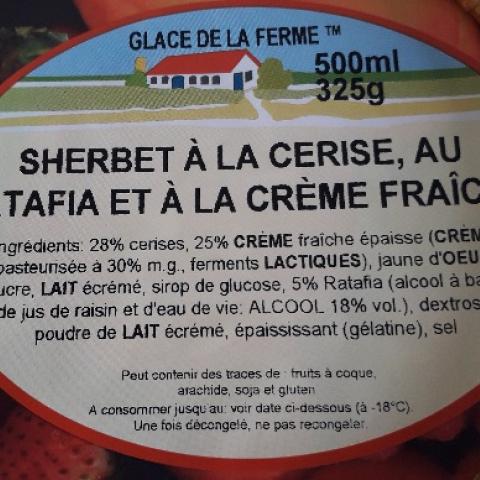 GLACE DE LA FERME ™
500ml
325g
SHERBET À LA CERISE, AU
TAFIA ET À LA CRÈME FRAÎC
ngrédients: 28% cerises, 25% CRÈME fraîche épaisse (CRÈM
pasteurisée à 30% m.g., ferments LACTIQUES), jaune d'OEU
ucre, LAIT écrémé, sirop de glucose, 5% Ratafia (alcool à ba
de jus de raisin et d'eau de vie: ALCOOL 18% vol.), dextros
poudre de LAIT écrémé, épaississant (gélatine), sel
Peut contenir des traces de : fruits à coque,
arachide, soja et gluten
A consommer jusqu'au: voir date ci-dessous (à -18°C).
Une fois décongelé, ne pas recongeler.